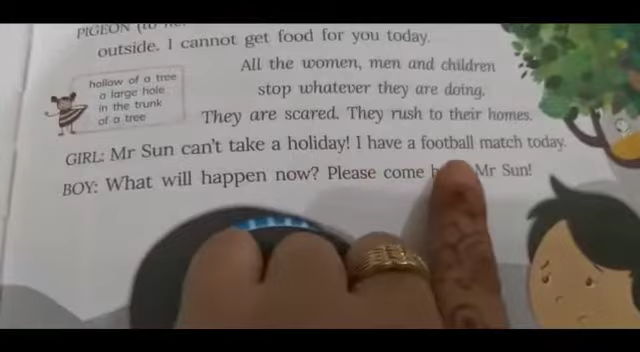 PIGEON
outside. I cannot get food for you today.
All the women, men and children
hollow of a tree
a large hole
in the trunk
of a tree
stop whatever they are doing.
They are scared. They rush to their homes.
GIRL: Mr Sun can't take a holiday! I have a football match today.
BOY: What will happen now? Please come Mr Sun!